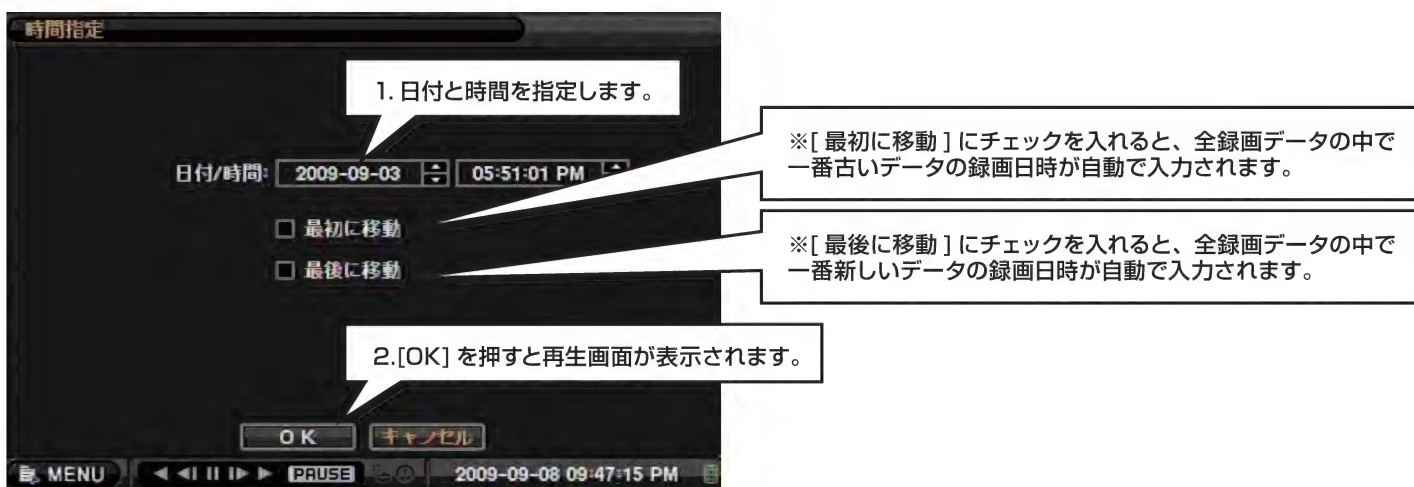 時間指定
1. 日付と時間を指定します。
※[ 最初に移動 ] にチェックを入れると、全録画データの中で
一番古いデータの録画日時が自動で入力されます。
日付/時間: 2009-09-03 05:51:01 PM
最初に移動
※[ 最後に移動 ] にチェックを入れると、全録画データの中で
一番新しいデータの録画日時が自動で入力されます。
最後に移動
2.[OK] を押すと再生画面が表示されます。
OK キャンセル
MENU PAUSE 2009-09-08 09:47:15 PM